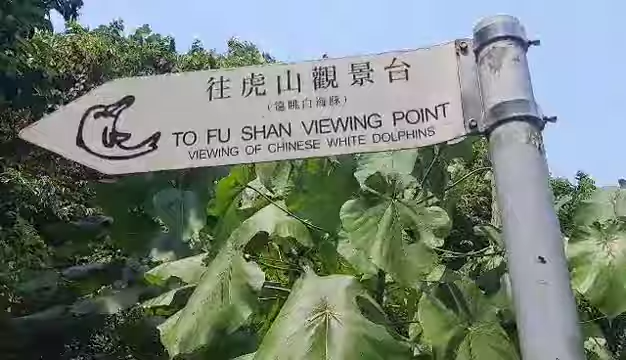 往虎山觀景台
(遠眺白海豚)
TO FU SHAN VIEWING POINT
VIEWING OF CHINESE WHITE DOLPHINS